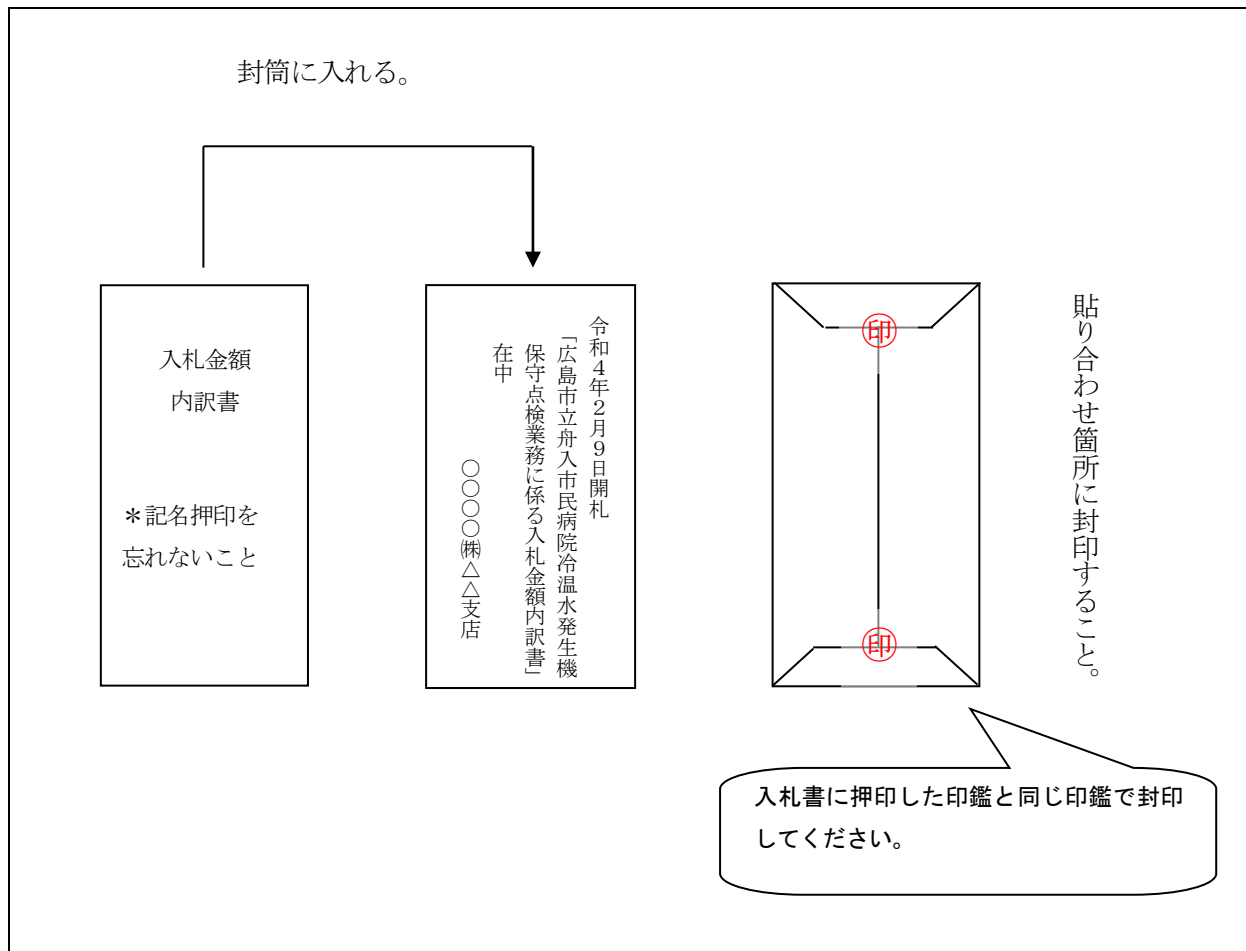 封筒に入れる。
入札金額
内訳書
＊記名押印を
忘れないこと
令和４年２月９日開札
「広島市立舟入市民病院冷温水発生機
保守点検業務に係る入札金額内訳書」
在中
○○○○㈱△△支店
印
印
貼り合わせ箇所に封印すること。
入札書に押印した印鑑と同じ印鑑で封印
してください。